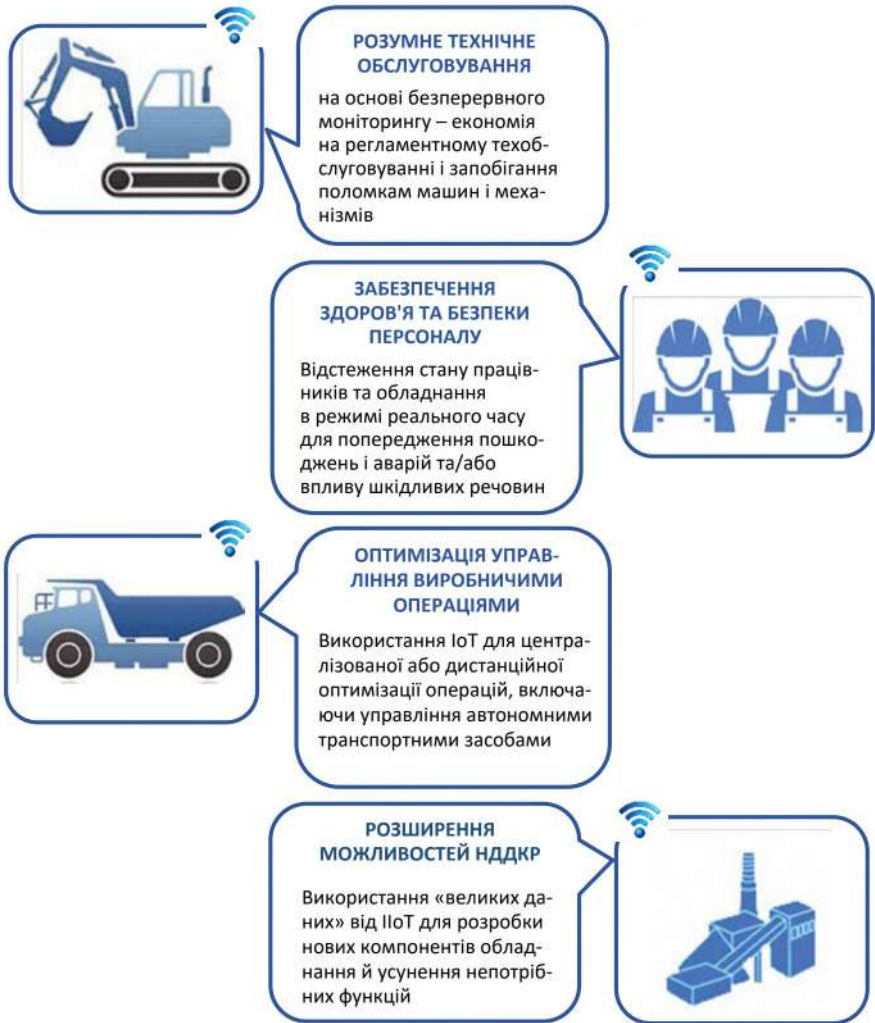 РОЗУМНЕ ТЕХНІЧНЕ
ОБСЛУГОВУВАННЯ
на основі безперервного
моніторингу – економія
на регламентному техоб-
слуговуванні і запобігання
поломкам машин і меха-
нізмів
ЗАБЕЗПЕЧЕННЯ
ЗДОРОВ'Я ТА БЕЗПЕКИ
ПЕРСОНАЛУ
Відстеження стану праців-
ників та обладнання
в режимі реального часу
для попередження пошко-
джень і аварій та/або
впливу шкідливих речовин
ОПТИМІЗАЦІЯ УПРАВ-
ЛІННЯ ВИРОБНИЧИМИ
ОПЕРАЦІЯМИ
Використання IoT для центра-
лізованої або дистанційної
оптимізації операцій, включа-
ючи управління автономними
транспортними засобами
РОЗШИРЕННЯ
МОЖЛИВОСТЕЙ НДДКР
Використання «великих да-
них» від IIoT для розробки
нових компонентів облад-
нання й усунення непотріб-
них функцій